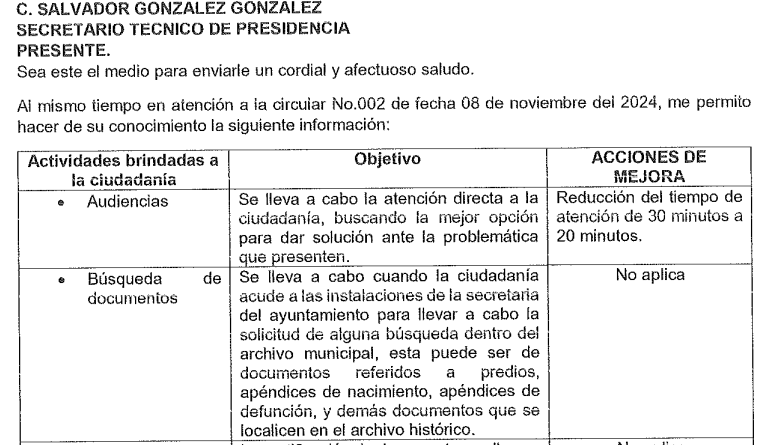 C. SALVADOR GONZALEZ GONZALEZ
SECRETARIO TECNICO DE PRESIDENCIA
PRESENTE.
Sea este el medio para enviarle un cordial y afectuoso saludo.
Al mismo tiempo en atención a la circular No.002 de fecha 08 de noviembre del 2024, me permito
hacer de su conocimiento la siguiente información:
Actividades brindadas a
la ciudadanía
Objetivo
ACCIONES DE
MEJORA
• Audiencias
Se lleva a cabo la atención directa a la
ciudadanía, buscando la mejor opción
para dar solución ante la problemática
que presenten.
Reducción del tiempo de
atención de 30 minutos a
20 minutos.
• Búsqueda de
documentos
Se lleva a cabo cuando la ciudadanía
acude a las instalaciones de la secretaria
del ayuntamiento para llevar a cabo la
solicitud de alguna búsqueda dentro del
archivo municipal, esta puede ser de
documentos referidos a predios,
apéndices de nacimiento, apéndices de
defunción, y demás documentos que se
localicen en el archivo histórico.
No aplica